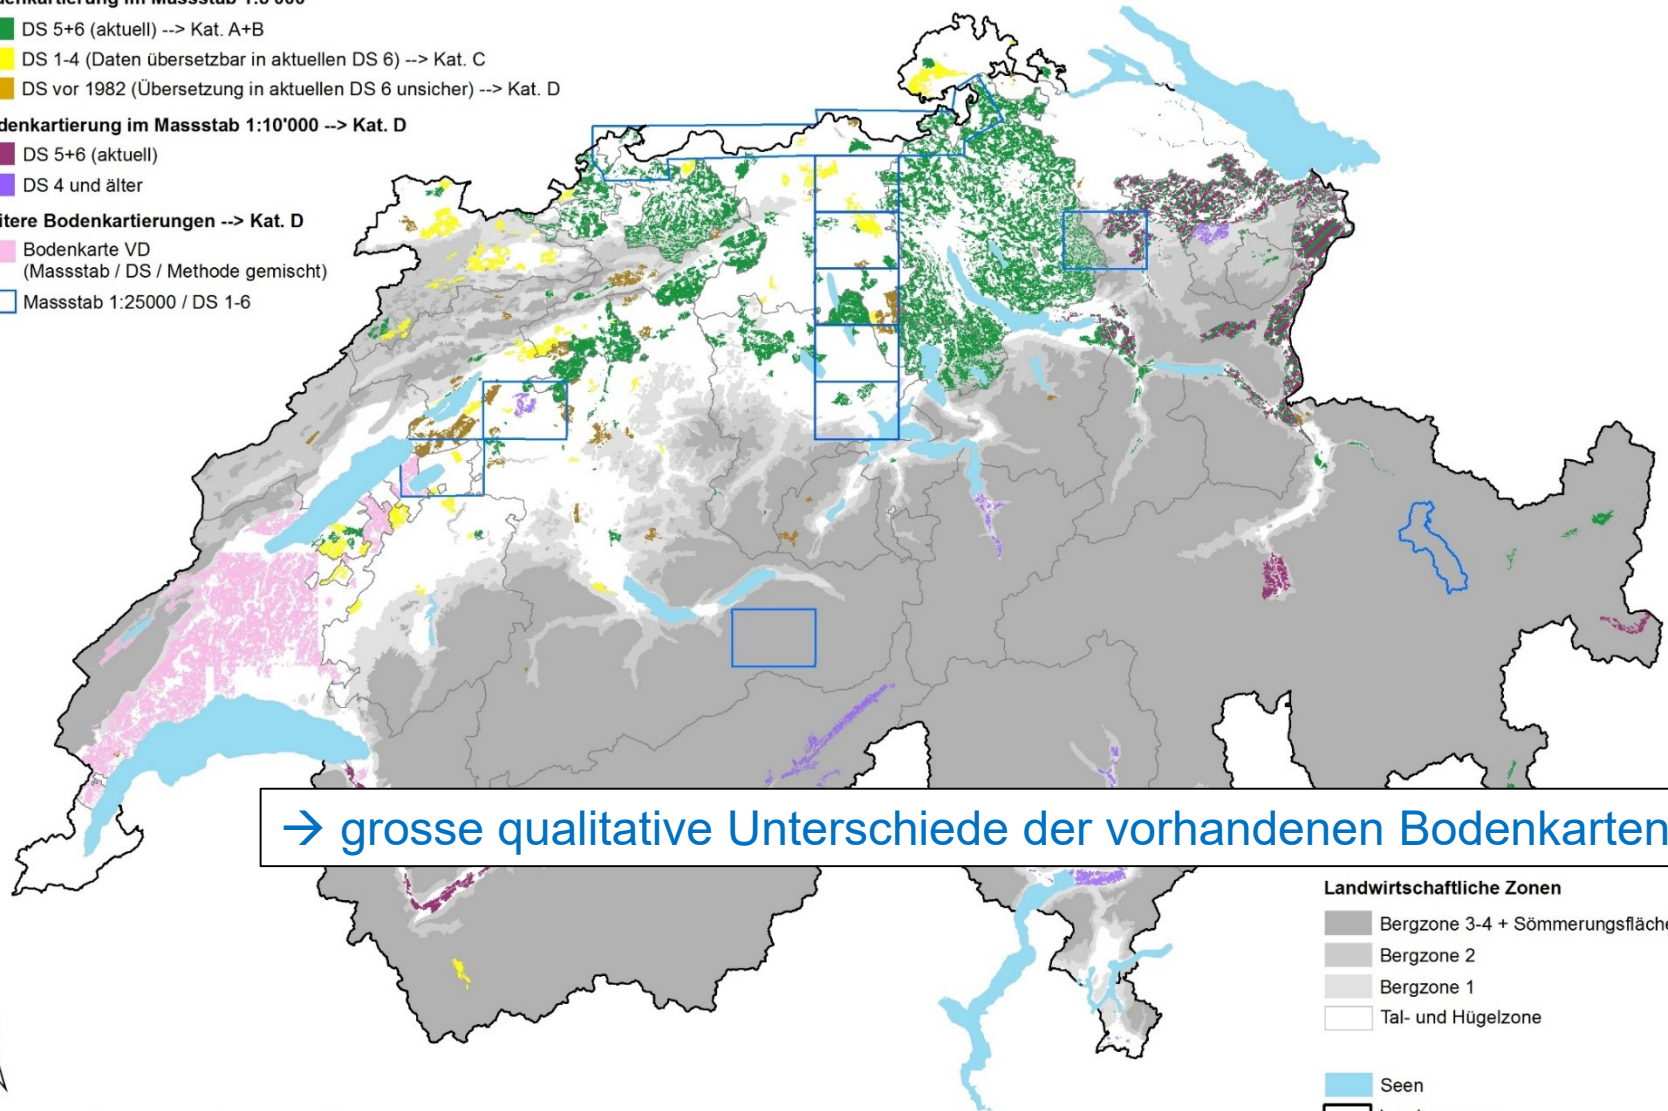 DS 5+6 (aktuell) --> Kat. A+B
DS 1-4 (Daten übersetzbar in aktuellen DS 6) --> Kat. C
DS vor 1982 (Übersetzung in aktuellen DS 6 unsicher) --> Kat. D
denkartierung im Massstab 1:10'000 --> Kat. D
DS 5+6 (aktuell)
DS 4 und älter
itere Bodenkartierungen --> Kat. D
Bodenkarte VD
(Massstab / DS / Methode gemischt)
Massstab 1:25000 / DS 1-6
→ grosse qualitative Unterschiede der vorhandenen Bodenkarten
Landwirtschaftliche Zonen
Bergzone 3-4 + Sömmerungsfläche
Bergzone 2
Bergzone 1
Tal- und Hügelzone
Seen